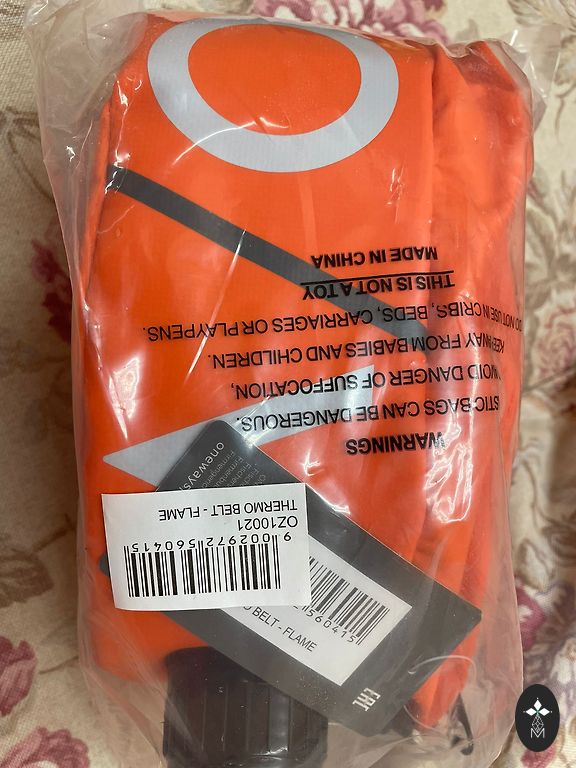 WARNINGS
STIC BAGS CAN BE DANGEROUS.
VOID DANGER OF SUFFOCATION,
KEEP AWAY FROM BABIES AND CHILDREN.
DO NOT USE IN CRIBS, BEDS, CARRIAGES OR PLAYPENS.
THIS IS NOT A TOY
MADE IN CHINA
onewaysp
9 002972 560415
OZ10021
THERMO BELT - FLAME
560415
O BELT - FLAME
EAC